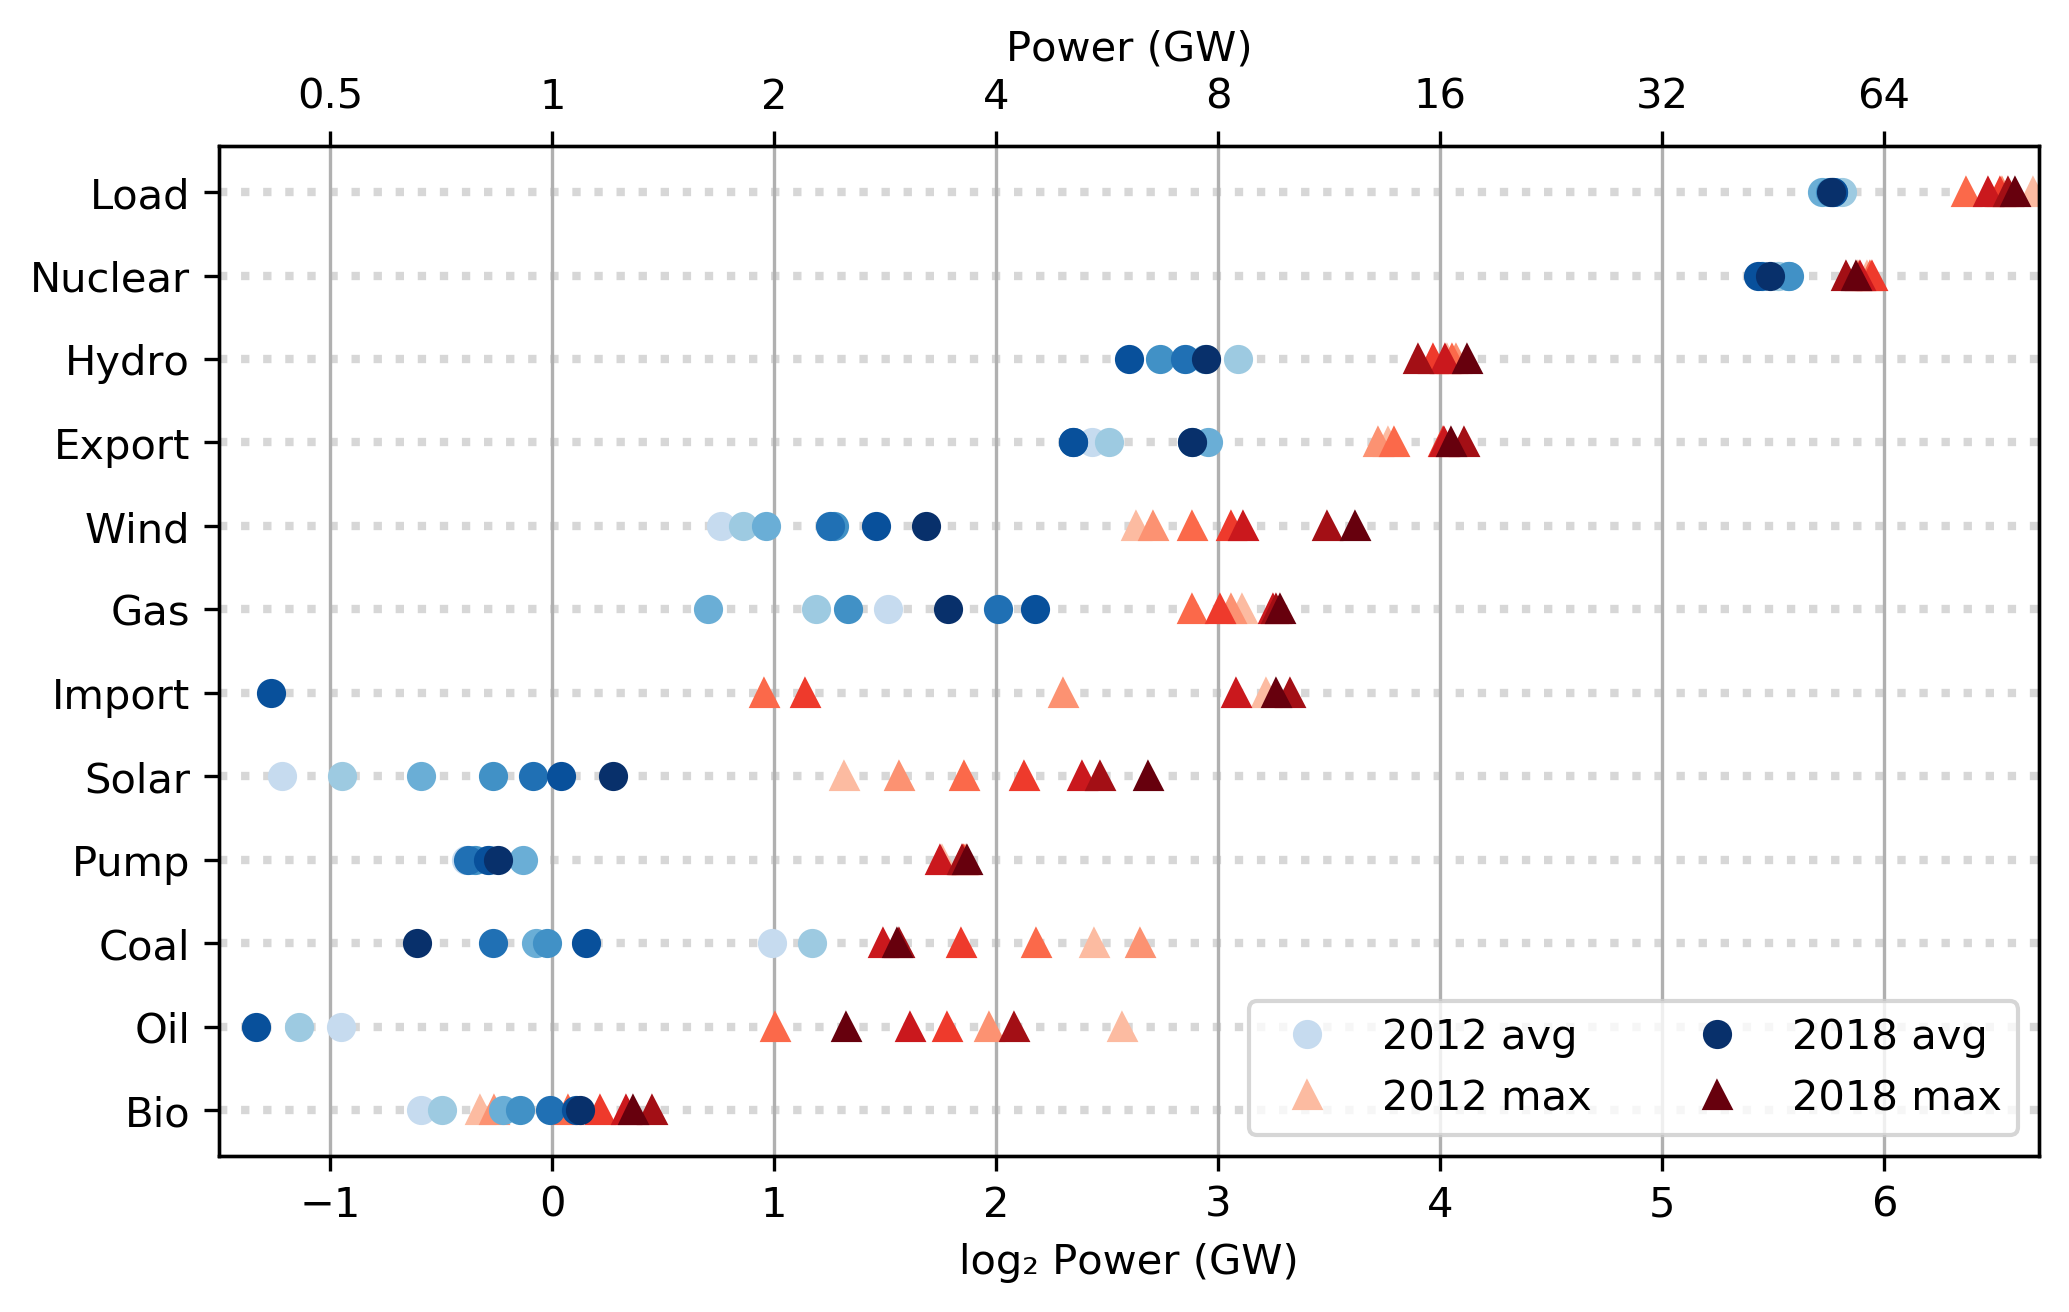 Power (GW)
0.5 1 2 4 8 16 32 64
Load
Nuclear
Hydro
Export
Wind
Gas
Import
Solar
Pump
Coal
Oil
Bio
2012 avg 2018 avg
2012 max 2018 max
−1 0 1 2 3 4 5 6
log₂ Power (GW)